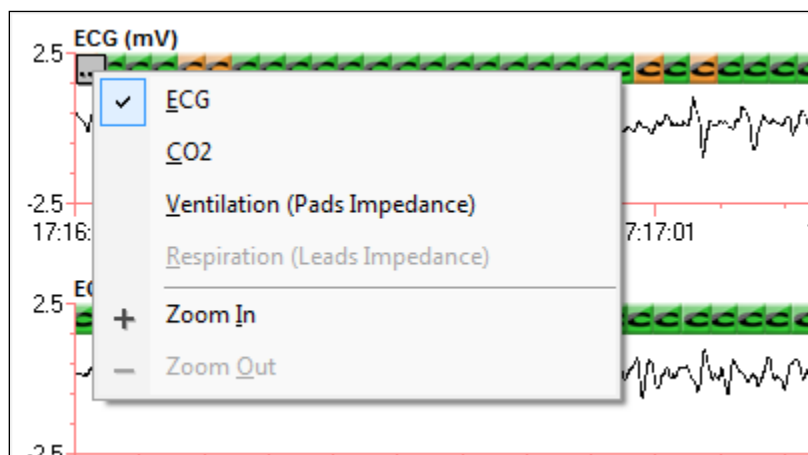 ECG (mV)
2.5
...
C C C C C C C C
ECG
CO2
Ventilation (Pads Impedance)
Respiration (Leads Impedance)
Zoom In
Zoom Out
-2.5
17:16:
7:17:01
2.5
C C C C C C C
-2.5